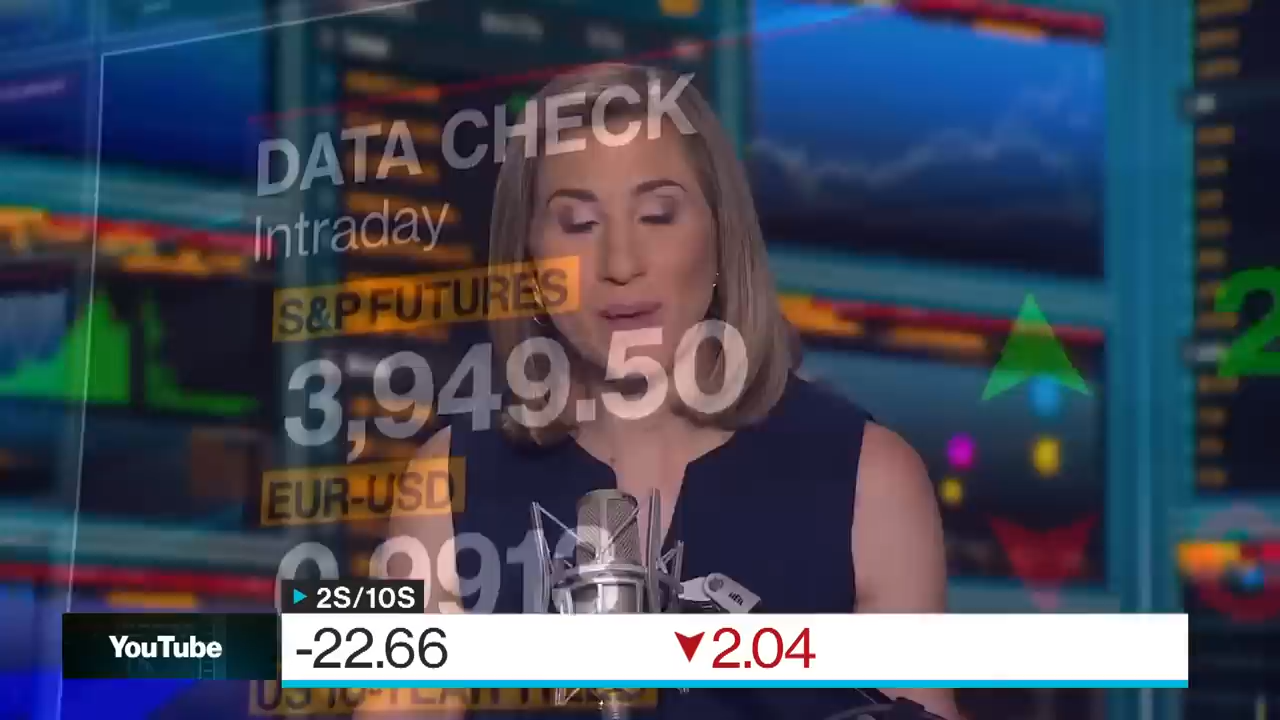 DATA CHECK
Intraday
S&P FUTURES
3,949.50
EUR-USD
2S/10S
YouTube
-22.66
2.04